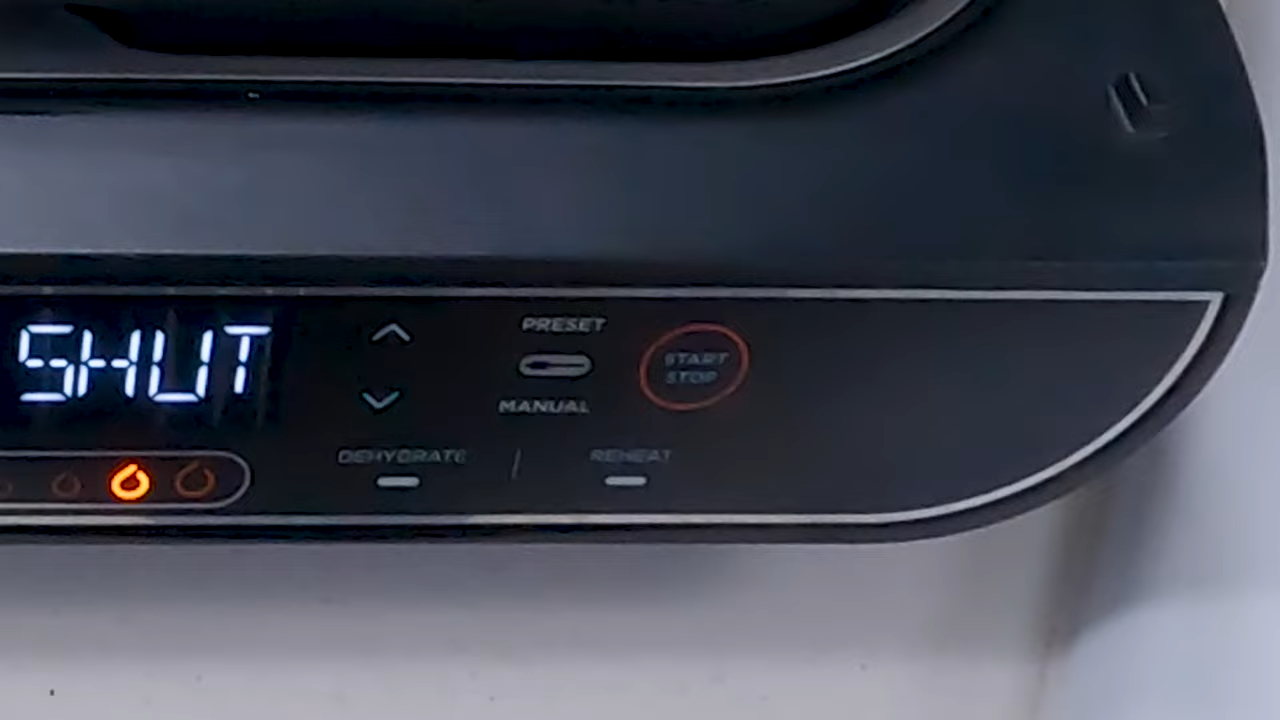 SHUT
PRESET
START
STOP
MANUAL
DEHYDRATE
REHEAT